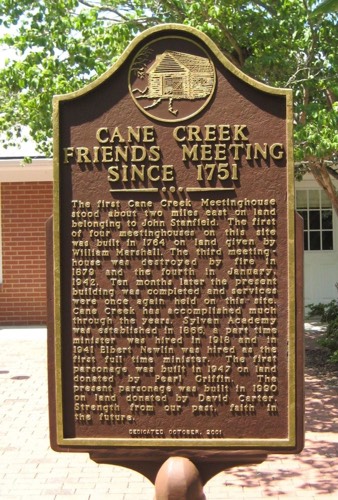 CANE CREEK
FRIENDS MEETING
SINCE 1751
The first Cane Creek Meetinghouse
stood about two miles east on land
belonging to John Stanfield. The first
of four meetinghouses on this site
was built in 1764 on land given by
William Marshall. The third meeting-
house was destroyed by fire in
1879 and the fourth in January,
1942. Ten months later the present
building was completed and services
were once again held on this site.
Cane Creek has accomplished much
through the years. Sylvan Academy
was established in 1866, a part time
minister was hired in 1918 and in
1941 Elbert Newlin was hired as the
first full time minister. The first
parsonage was built in 1947 on land
donated by Pearl Griffin. The
present parsonage was built in 1990
on land donated by David Carter.
Strength from our past, faith in
the future.
DEDICATED OCTOBER, 2001